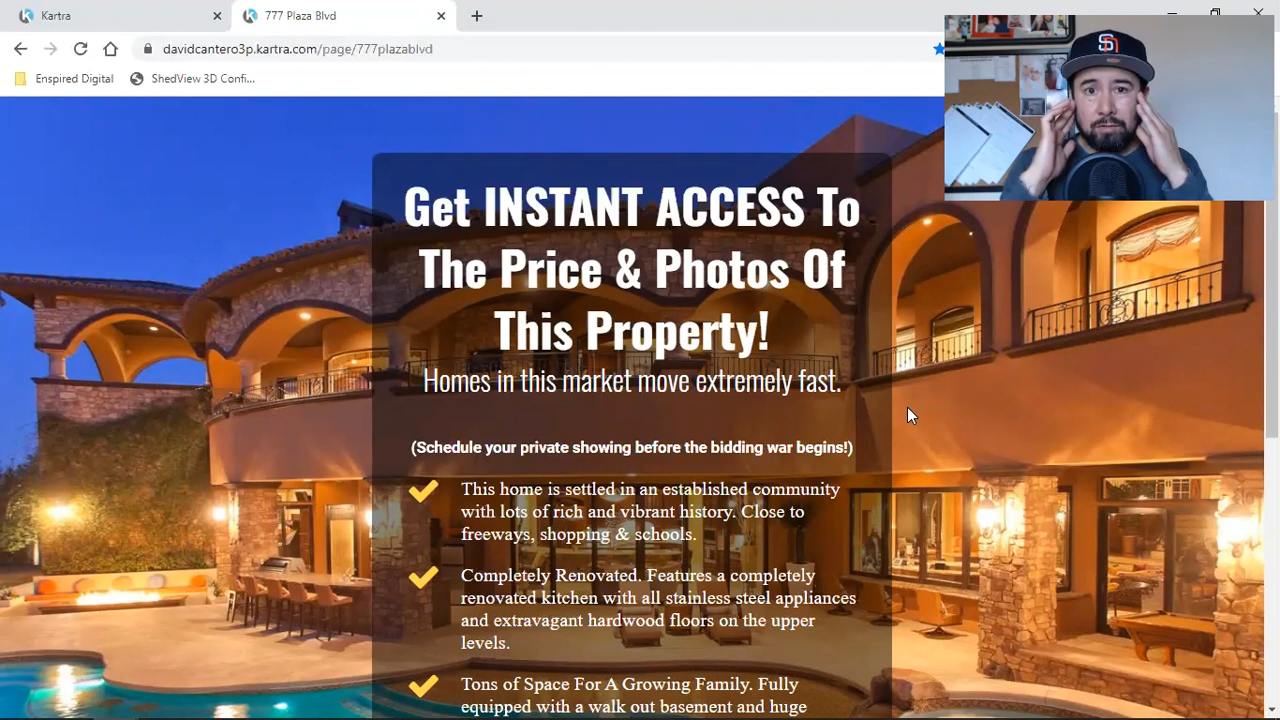 Kartra
777 Plaza Blvd
davidcantero3p.kartra.com/page/777plazablvd
Enspired Digital
ShedView 3D Confi...
SD
Get INSTANT ACCESS To
The Price & Photos Of
This Property!
Homes in this market move extremely fast.
(Schedule your private showing before the bidding war begins!)
This home is settled in an established community
with lots of rich and vibrant history. Close to
freeways, shopping & schools.
Completely Renovated. Features a completely
renovated kitchen with all stainless steel appliances
and extravagant hardwood floors on the upper
levels.
Tons of Space For A Growing Family. Fully
equipped with a walk out basement and huge